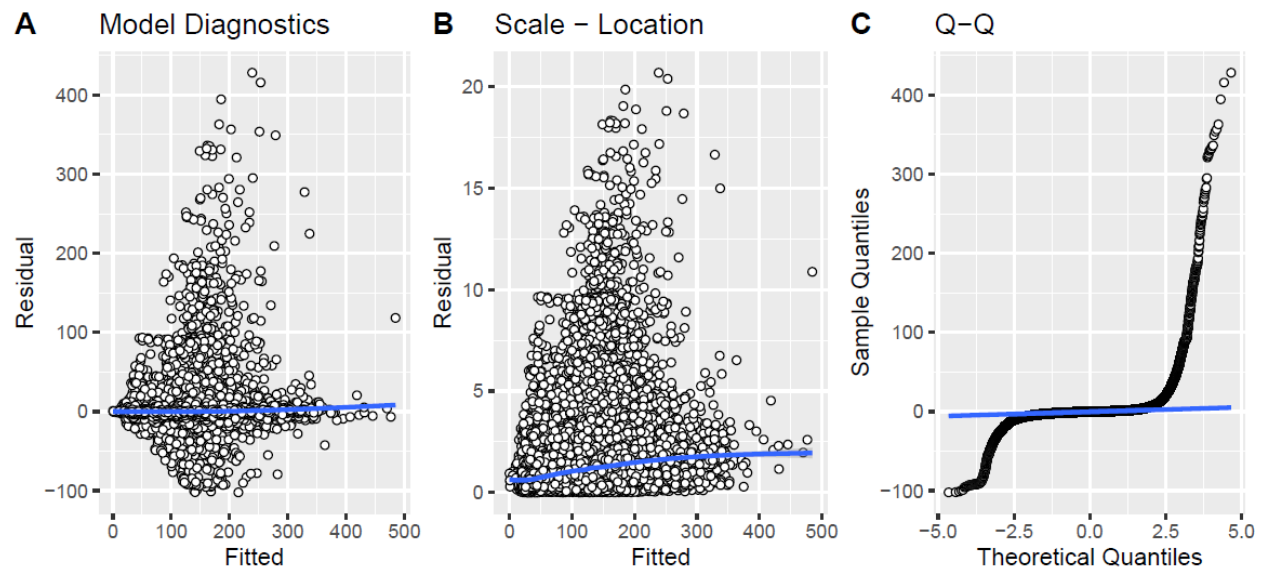 A Model Diagnostics
400
300
200
100
0
−100
Residual
0 100 200 300 400 500
Fitted
B Scale − Location
20
15
10
5
0
Residual
0 100 200 300 400 500
Fitted
C Q−Q
400
300
200
100
0
−100
Sample Quantiles
−5.0 −2.5 0.0 2.5 5.0
Theoretical Quantiles